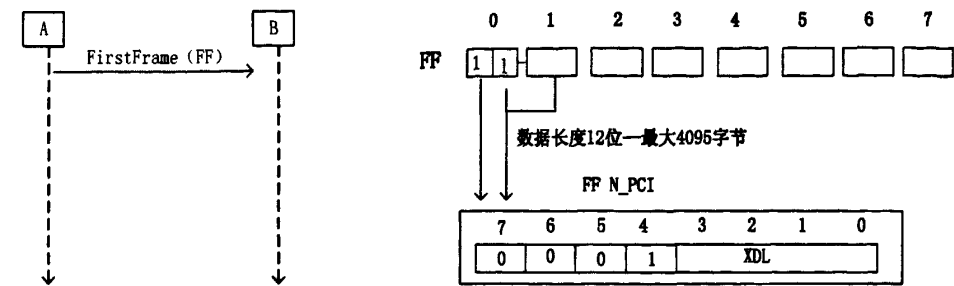 A
B
FirstFrame (FF)
0 1 2 3 4 5 6 7
FF 1 1
数据长度12位一最大4095字节
FF N_PCI
7 6 5 4 3 2 1 0
0 0 0 1 XDL